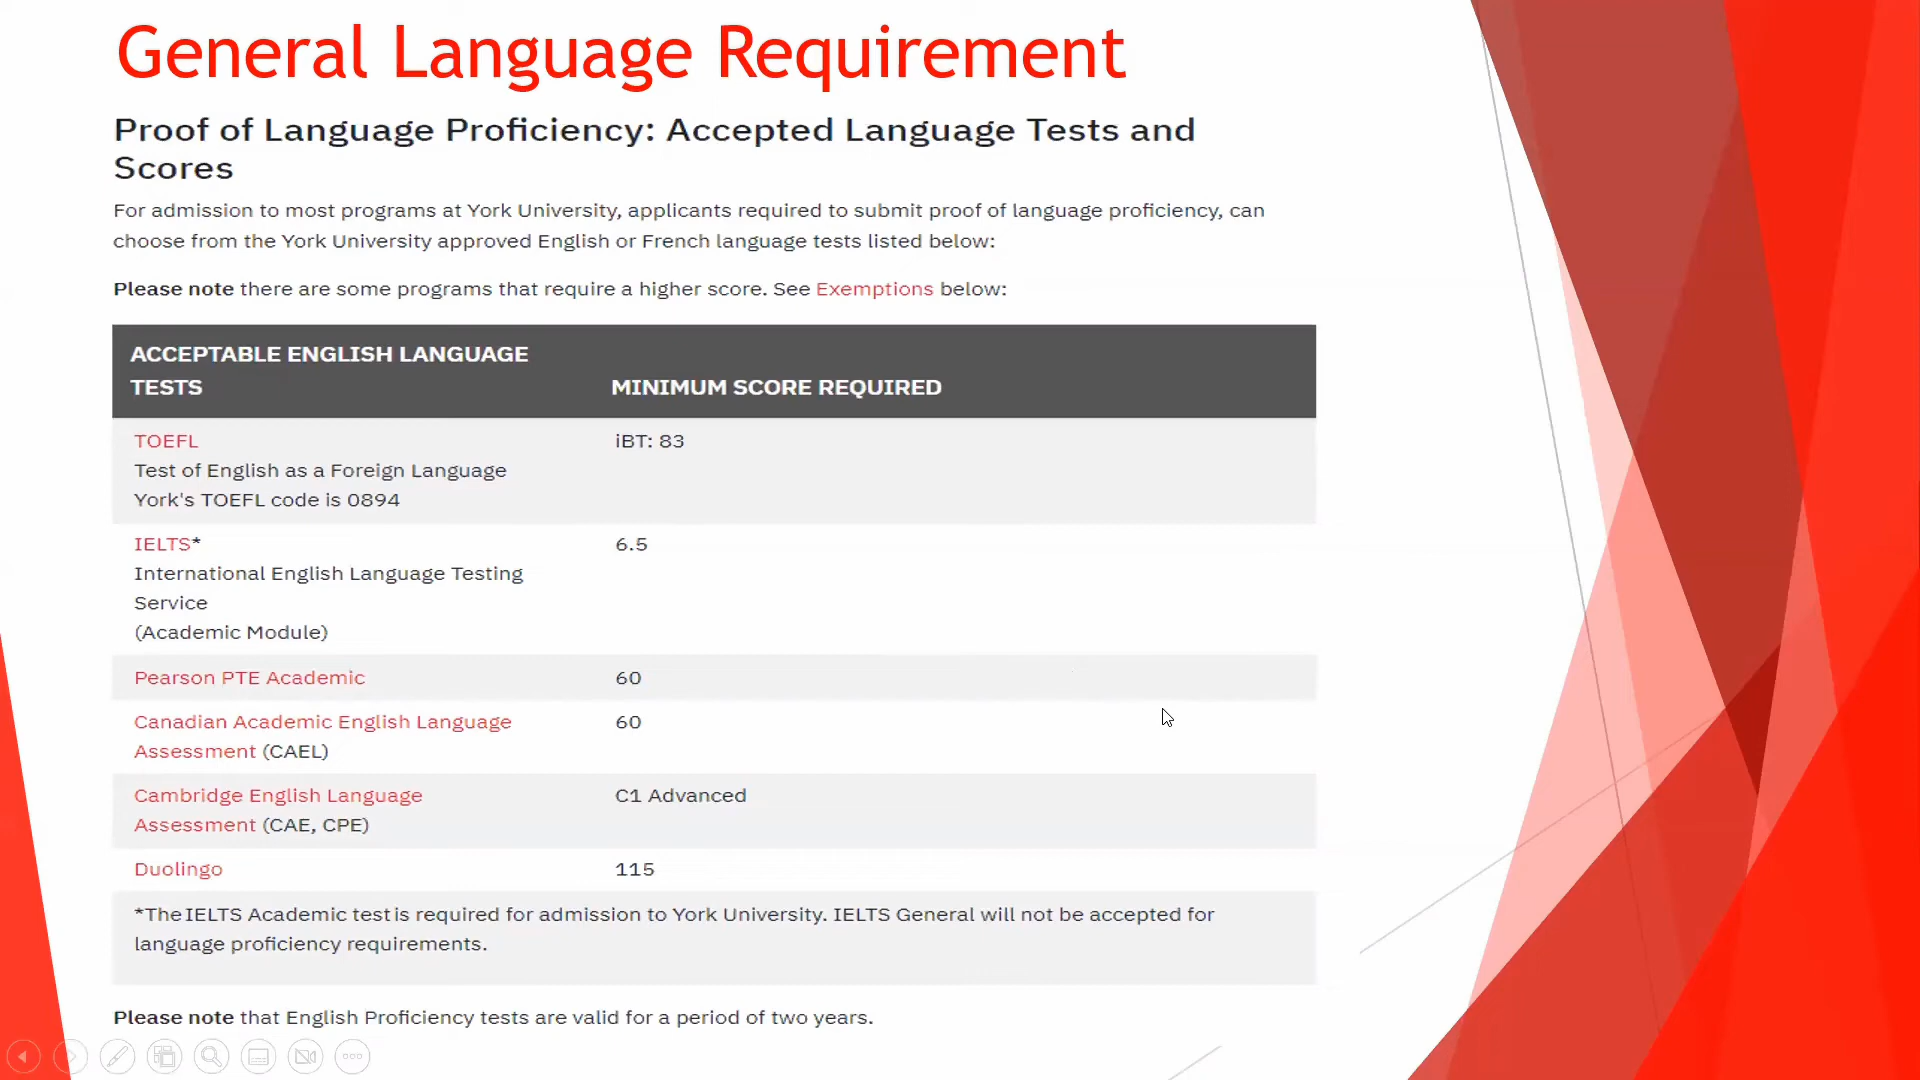 General Language Requirement
Proof of Language Proficiency: Accepted Language Tests and
Scores
For admission to most programs at York University, applicants required to submit proof of language proficiency, can
choose from the York University approved English or French language tests listed below:
Please note there are some programs that require a higher score. See Exemptions below:
ACCEPTABLE ENGLISH LANGUAGE
TESTS MINIMUM SCORE REQUIRED
TOEFL iBT: 83
Test of English as a Foreign Language
York's TOEFL code is 0894
IELTS* 6.5
International English Language Testing
Service
(Academic Module)
Pearson PTE Academic 60
Canadian Academic English Language 60
Assessment (CAEL)
Cambridge English Language C1 Advanced
Assessment (CAE, CPE)
Duolingo 115
*The IELTS Academic test is required for admission to York University. IELTS General will not be accepted for
language proficiency requirements.
Please note that English Proficiency tests are valid for a period of two years.